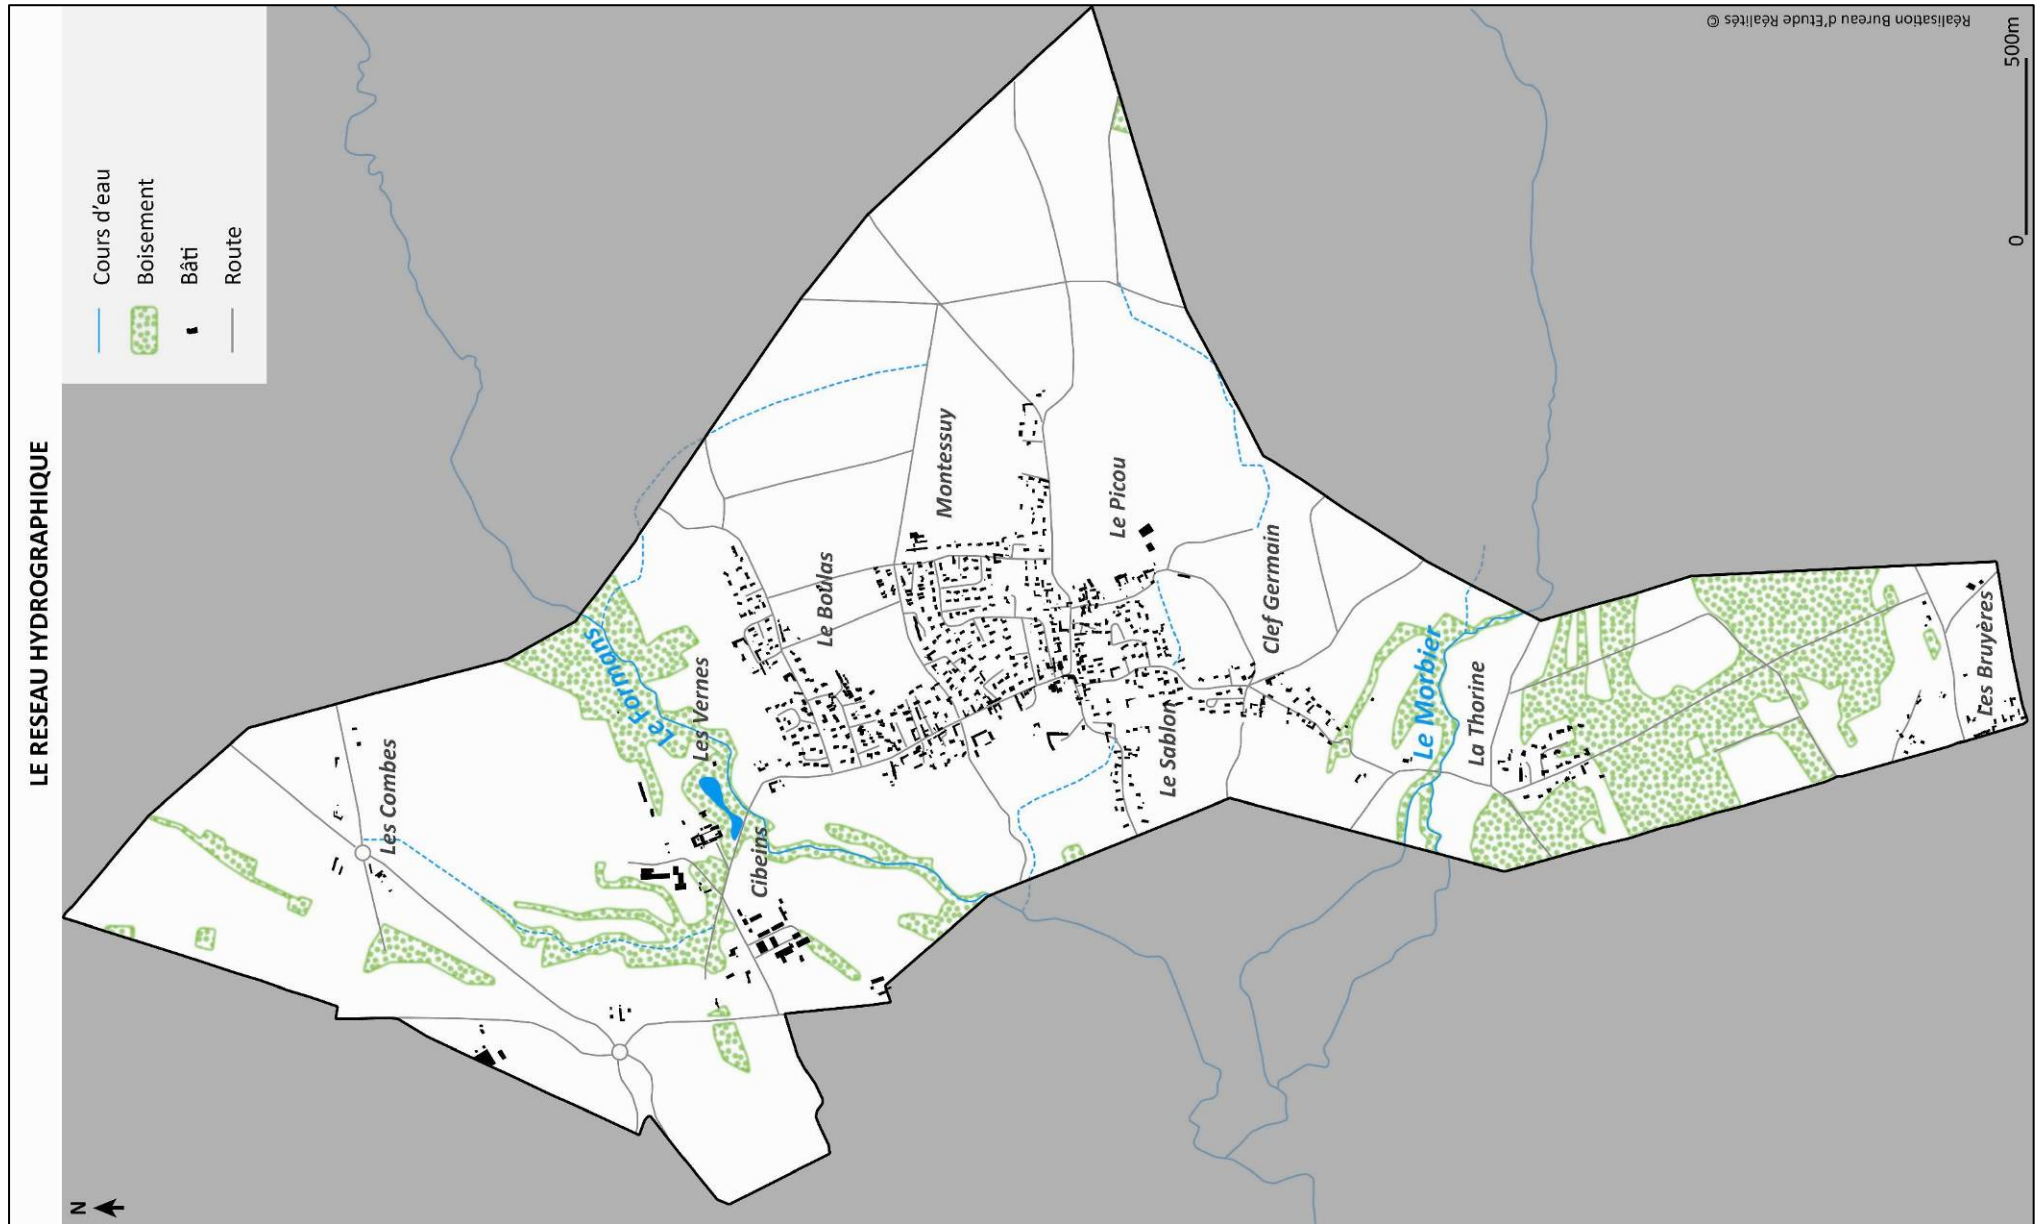 LE RESEAU HYDROGRAPHIQUE
Cours d'eau
Boisement
Bâti
Route
N
Les Combes
Le Formans
Les Vernes
Cibeins
Le Boulas
Montessuy
Le Picou
Le Sablon
Clef Germain
Le Morbier
La Thorine
Les Bruyères
0
500m
Réalisation Bureau d'Etude Réalités ©